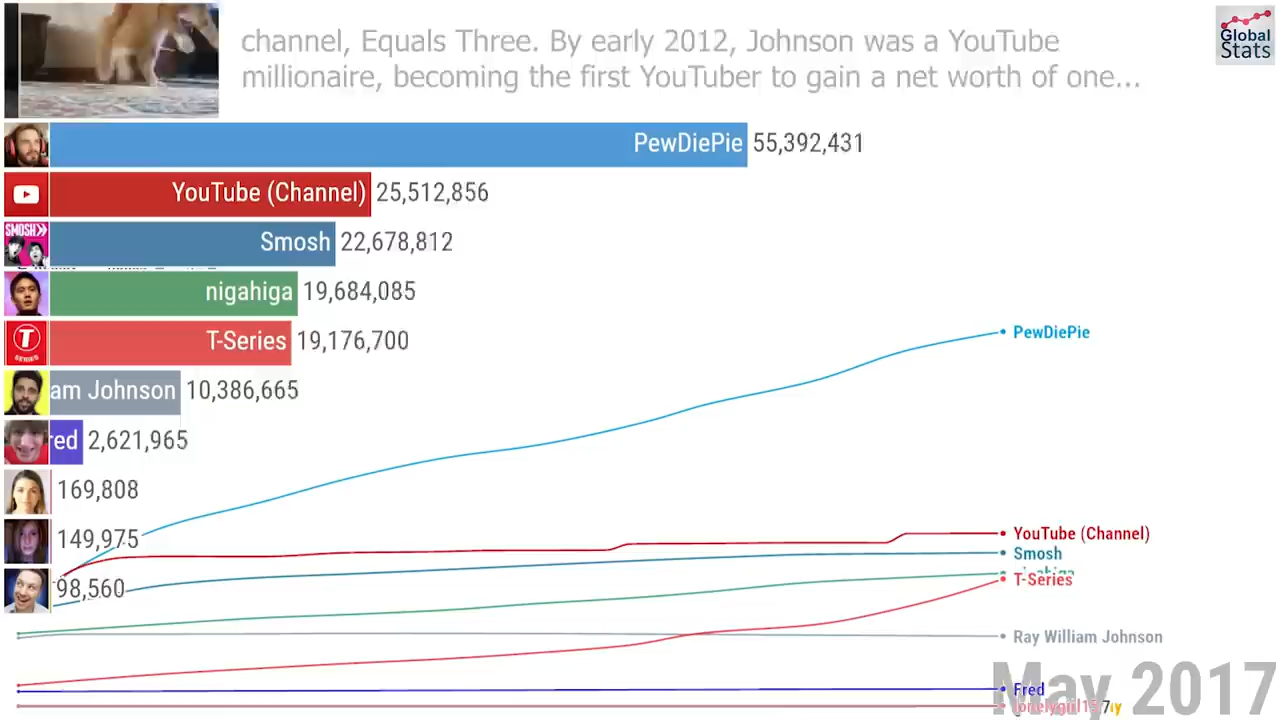 channel, Equals Three. By early 2012, Johnson was a YouTube
millionaire, becoming the first YouTuber to gain a net worth of one...
Global
Stats
PewDiePie 55,392,431
YouTube (Channel) 25,512,856
SMOSH
Smosh 22,678,812
nigahiga 19,684,085
T SERIES
T-Series 19,176,700
am Johnson 10,386,665
red 2,621,965
169,808
149,975
98,560
PewDiePie
YouTube (Channel)
Smosh
T-Series
Ray William Johnson
Fred
May 2017